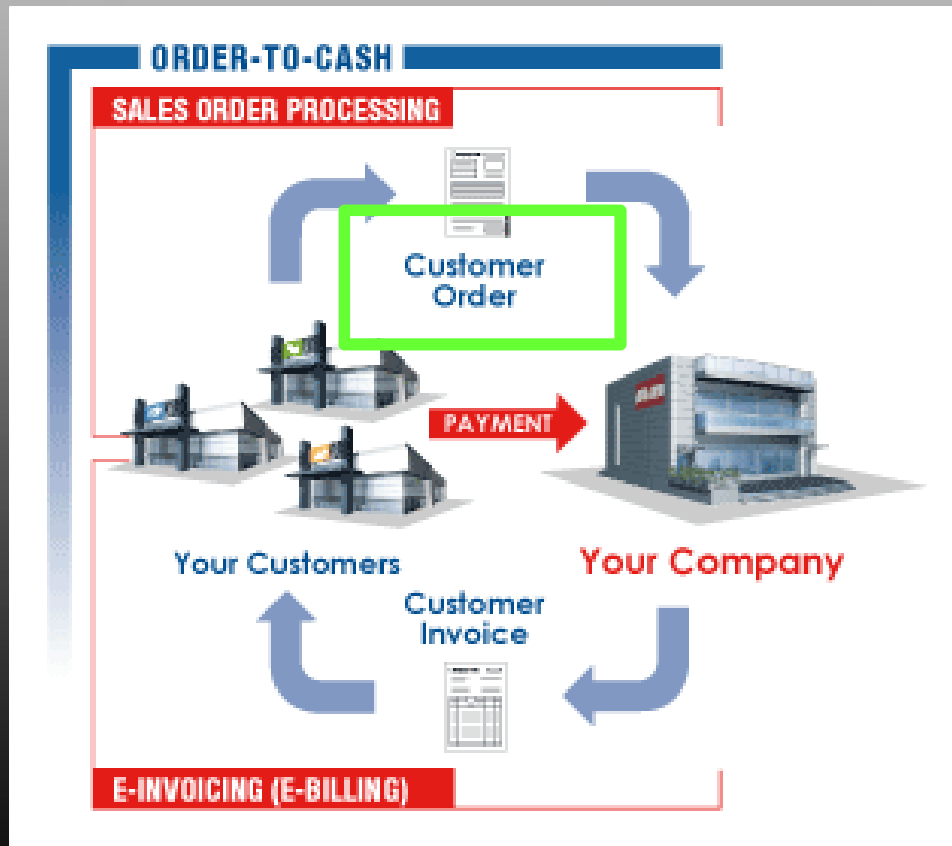 ORDER-TO-CASH
SALES ORDER PROCESSING
Customer
Order
PAYMENT
Your Customers
Your Company
Customer
Invoice
E-INVOICING (E-BILLING)